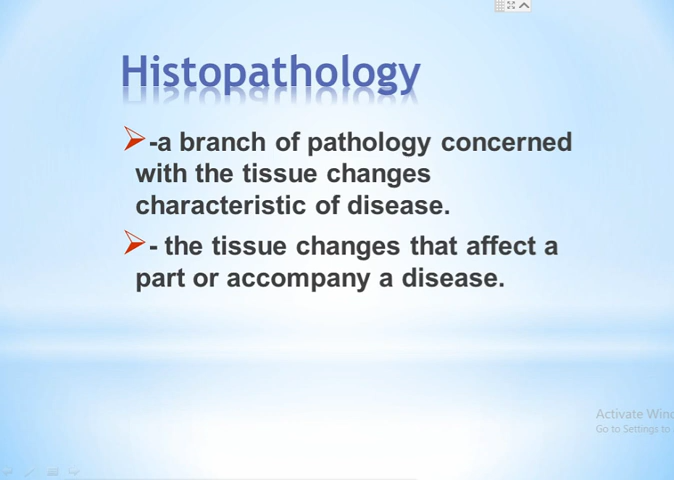 Histopathology
-a branch of pathology concerned
with the tissue changes
characteristic of disease.
- the tissue changes that affect a
part or accompany a disease.
Activate Wind
Go to Settings to